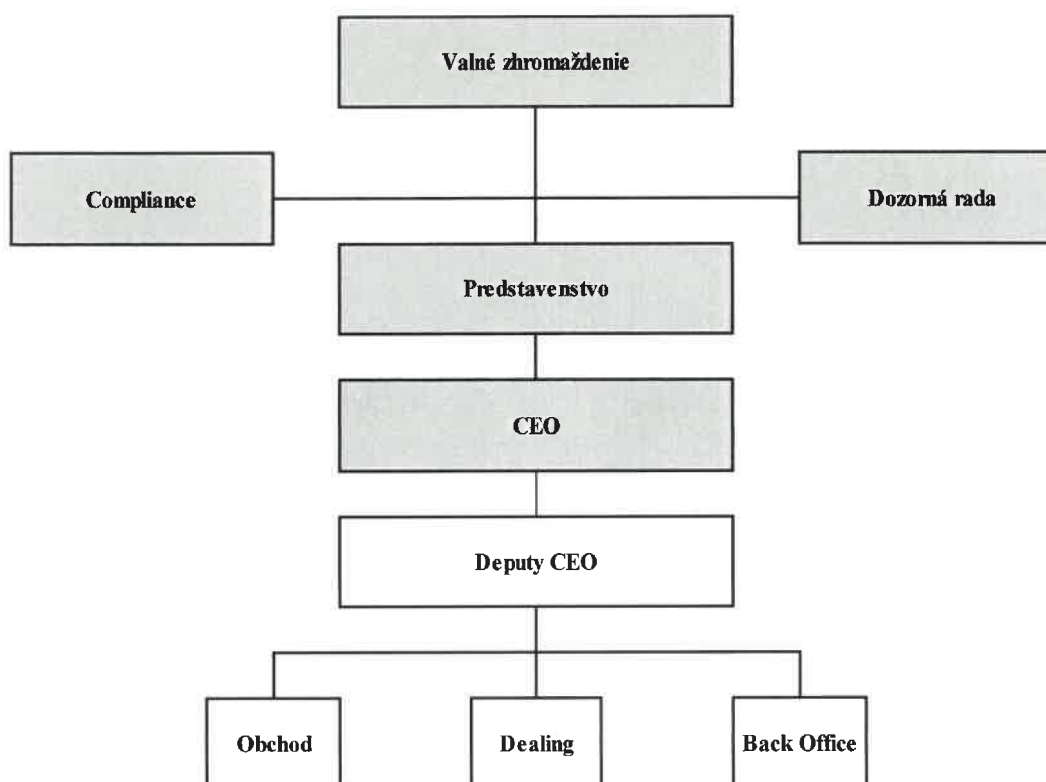 Valné zhromaždenie
Compliance
Dozorná rada
Predstavenstvo
CEO
Deputy CEO
Obchod
Dealing
Back Office